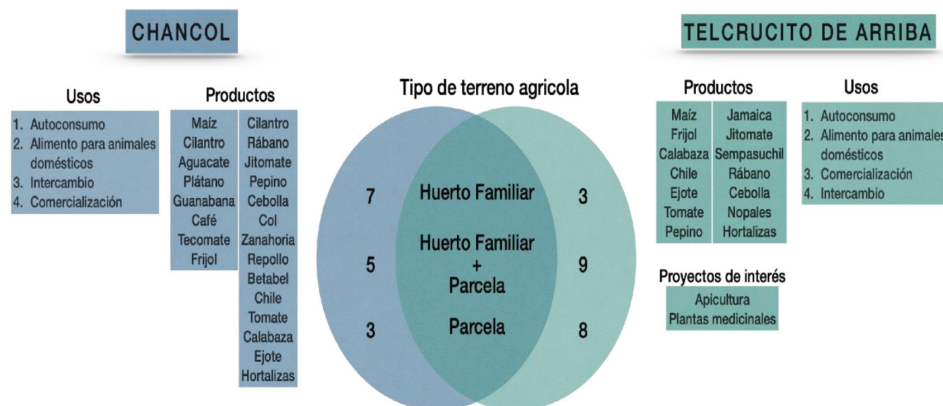 CHANCOL
Usos
1. Autoconsumo
2. Alimento para animales
domésticos
3. Intercambio
4. Comercialización
Productos
Maíz
Cilantro
Aguacate
Plátano
Guanabana
Café
Tecomate
Frijol
Cilantro
Rábano
Jitomate
Pepino
Cebolla
Col
Zanahoria
Repollo
Betabel
Chile
Tomate
Calabaza
Ejote
Hortalizas
Tipo de terreno agricola
7 Huerto Familiar 3
5 Huerto Familiar + Parcela 9
3 Parcela 8
TELCRUCITO DE ARRIBA
Productos
Maíz
Frijol
Calabaza
Chile
Ejote
Tomate
Pepino
Jamaica
Jitomate
Sempasuchil
Rábano
Cebolla
Nopales
Hortalizas
Usos
1. Autoconsumo
2. Alimento para animales
domésticos
3. Comercialización
4. Intercambio
Proyectos de interés
Apicultura
Plantas medicinales